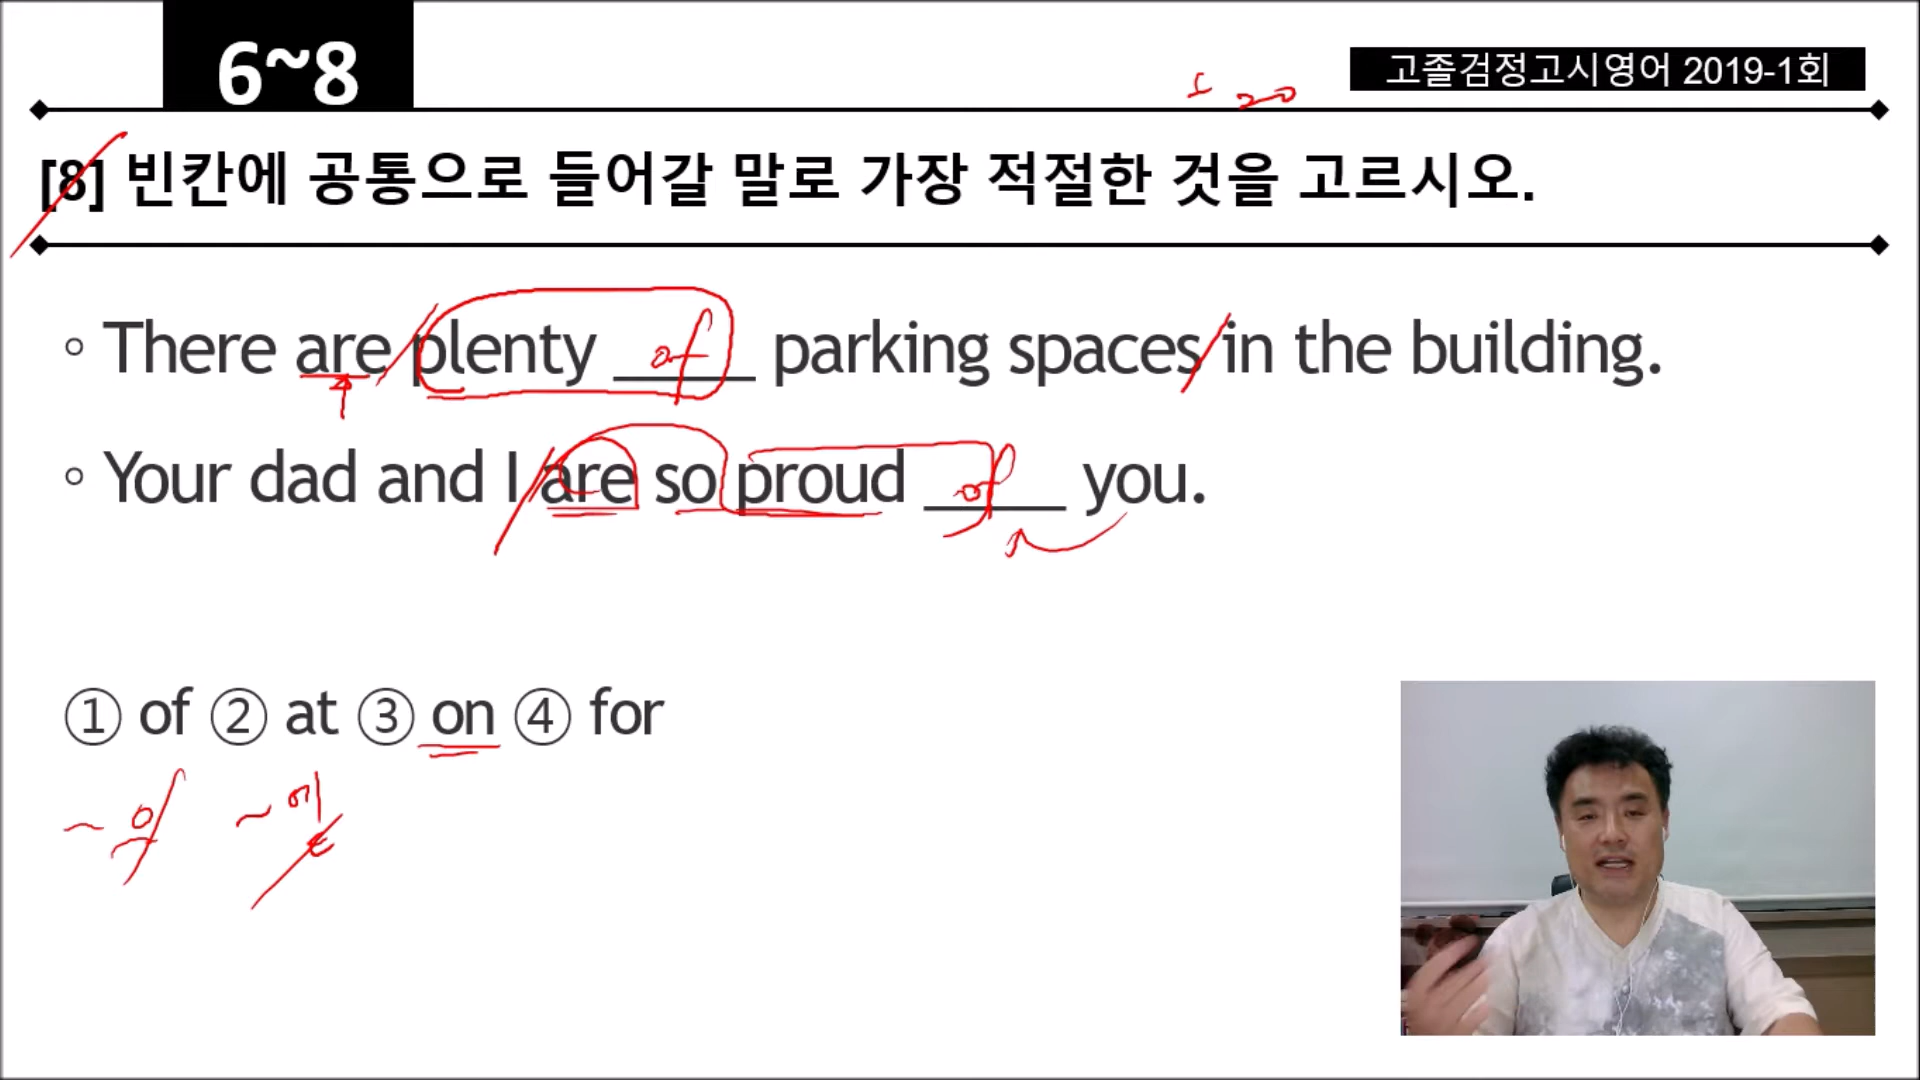 6~8
고졸검정고시영어 2019-1회
[8] 빈칸에 공통으로 들어갈 말로 가장 적절한 것을 고르시오.
◦ There are plenty of parking spaces in the building.
◦ Your dad and I are so proud of you.
① of ② at ③ on ④ for
~의 ~에